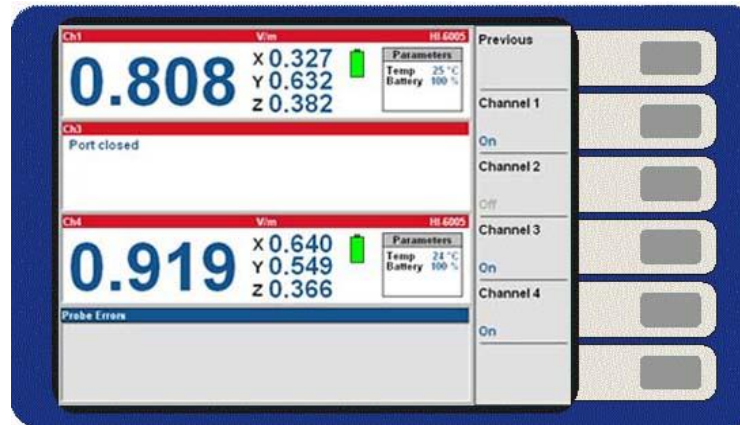 Ch1 V/m HI-6005
0.808
X 0.327
Y 0.632
Z 0.382
Parameters
Temp 25 °C
Battery 100 %
Ch3
Port closed
Ch4 V/m HI-6005
0.919
X 0.640
Y 0.549
Z 0.366
Parameters
Temp 24 °C
Battery 100 %
Probe Errors
Previous
Channel 1
On
Channel 2
Off
Channel 3
On
Channel 4
On